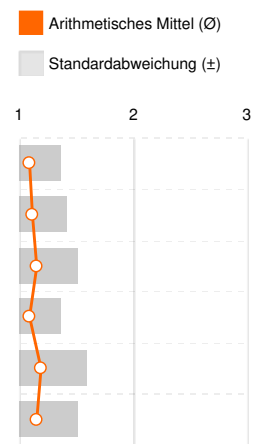 Arithmetisches Mittel (Ø)
Standardabweichung (±)
1 2 3